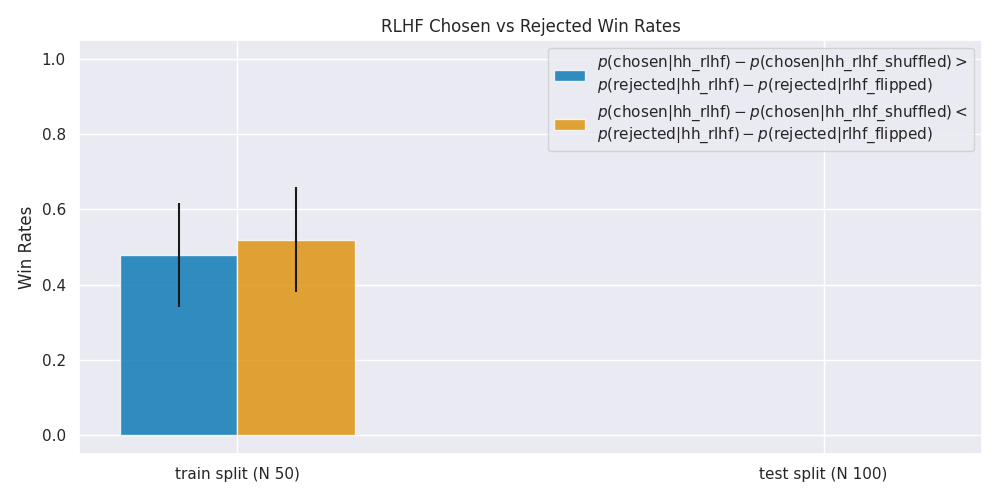 RLHF Chosen vs Rejected Win Rates
1.0
0.8
0.6
0.4
0.2
0.0
Win Rates
p(chosen|hh_rlhf) − p(chosen|hh_rlhf_shuffled) >
p(rejected|hh_rlhf) − p(rejected|rlhf_flipped)
p(chosen|hh_rlhf) − p(chosen|hh_rlhf_shuffled) <
p(rejected|hh_rlhf) − p(rejected|rlhf_flipped)
train split (N 50)
test split (N 100)